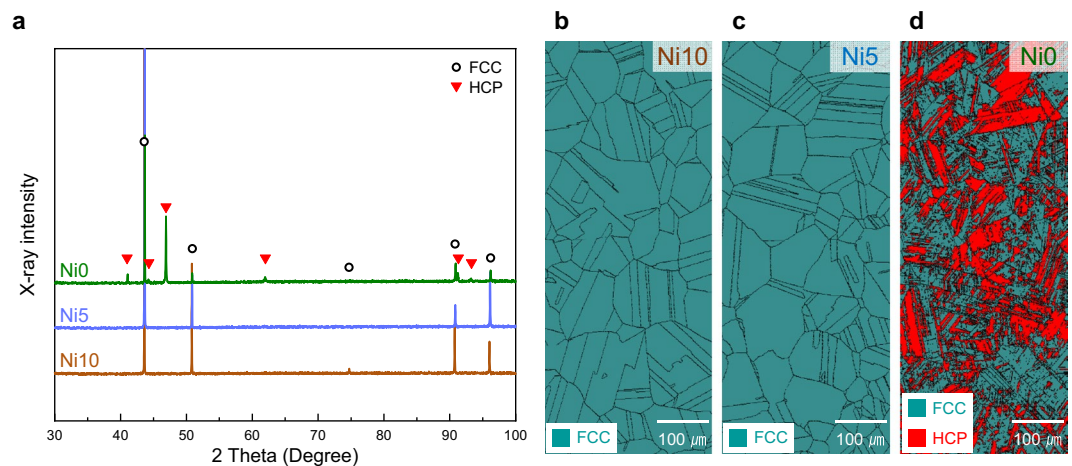 a
X-ray intensity
FCC
HCP
Ni0
Ni5
Ni10
30 40 50 60 70 80 90 100
2 Theta (Degree)
b
Ni10
FCC
100 μm
c
Ni5
FCC
100 μm
d
Ni0
FCC
HCP
100 μm